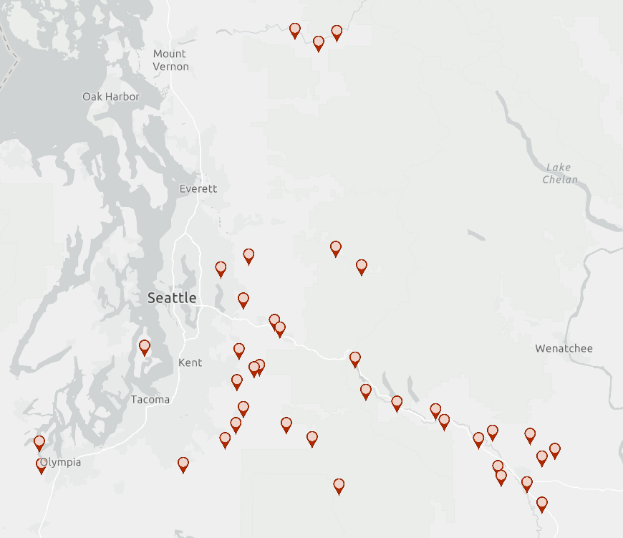 Mount
Vernon
Oak Harbor
Lake
Chelan
Everett
Seattle
Wenatchee
Kent
Tacoma
Olympia